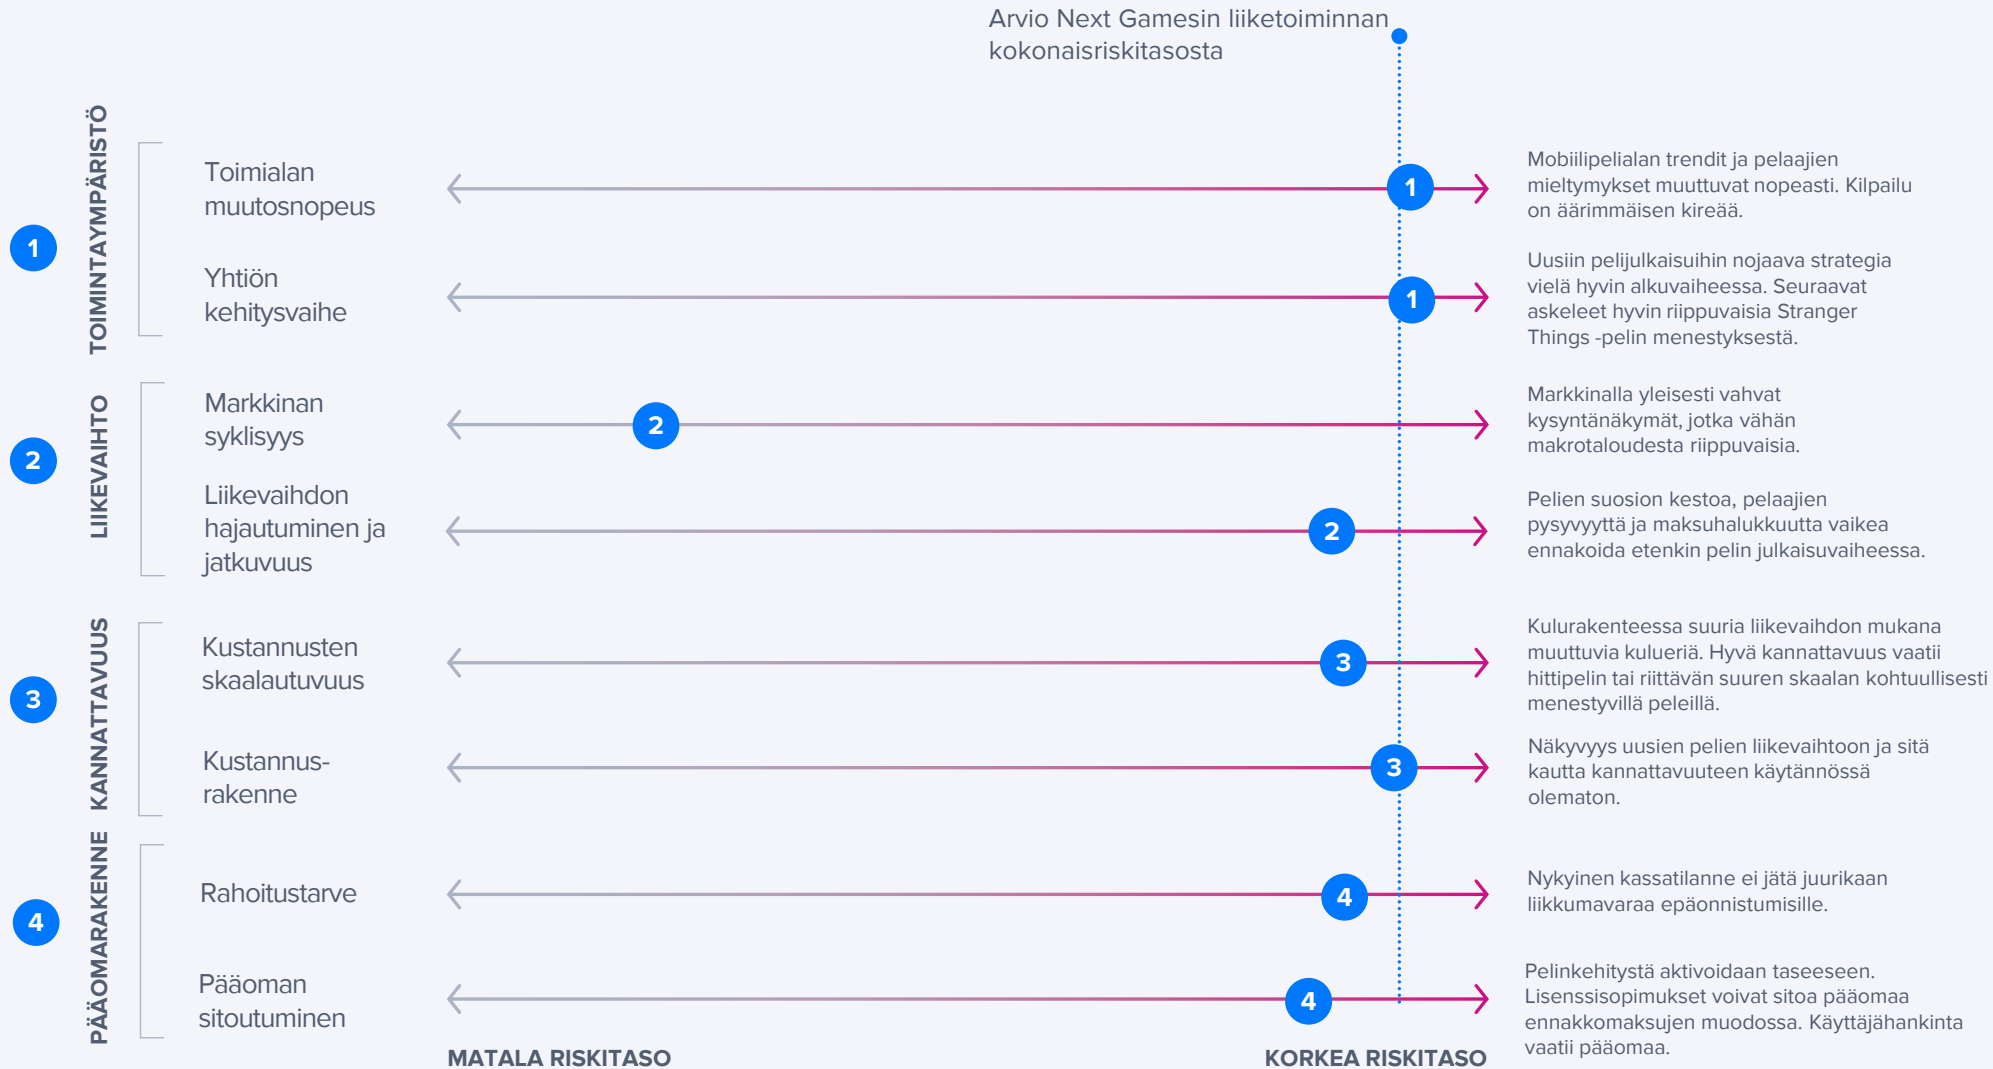 Arvio Next Gamesin liiketoiminnan
kokonaisriskitasosta
1
TOIMINTAYMPÄRISTÖ
Toimialan
muutosnopeus
1
Mobiilipelialan trendit ja pelaajien
mieltymykset muuttuvat nopeasti. Kilpailu
on äärimmäisen kireää.
Yhtiön
kehitysvaihe
1
Uusiin pelijulkaisuihin nojaava strategia
vielä hyvin alkuvaiheessa. Seuraavat
askeleet hyvin riippuvaisia Stranger
Things -pelin menestyksestä.
2
LIIKEVAIHTO
Markkinan
syklisyys
2
Markkinalla yleisesti vahvat
kysyntänäkymät, jotka vähän
makrotaloudesta riippuvaisia.
Liikevaihdon
hajautuminen ja
jatkuvuus
2
Pelien suosion kestoa, pelaajien
pysyvyyttä ja maksuhalukkuutta vaikea
ennakoida etenkin pelin julkaisuvaiheessa.
3
KANNATTAVUUS
Kustannusten
skaalautuvuus
3
Kulurakenteessa suuria liikevaihdon mukana
muuttuvia kulueriä. Hyvä kannattavuus vaatii
hittipelin tai riittävän suuren skaalan kohtuullisesti
menestyvillä peleillä.
Kustannus-
rakenne
3
Näkyvyys uusien pelien liikevaihtoon ja sitä
kautta kannattavuuteen käytännössä
olematon.
4
PÄÄOMARAKENNE
Rahoitustarve
4
Nykyinen kassatilanne ei jätä juurikaan
liikkumavaraa epäonnistumisille.
Pääoman
sitoutuminen
4
Pelinkehitystä aktivoidaan taseeseen.
Lisenssisopimukset voivat sitoa pääomaa
ennakkomaksujen muodossa. Käyttäjähankinta
vaatii pääomaa.
MATALA RISKITASO
KORKEA RISKITASO